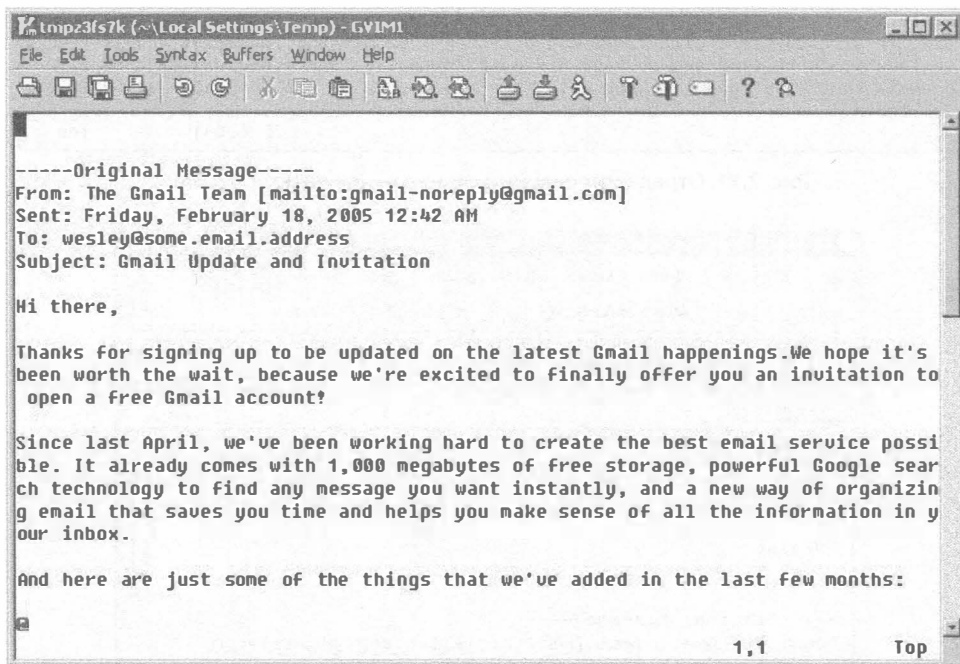 tmpz3fs7k (~\Local Settings\Temp) - GVIM1
File Edit Tools Syntax Buffers Window Help
-----Original Message-----
From: The Gmail Team [mailto:gmail-noreply@gmail.com]
Sent: Friday, February 18, 2005 12:42 AM
To: wesley@some.email.address
Subject: Gmail Update and Invitation
Hi there,
Thanks for signing up to be updated on the latest Gmail happenings.We hope it's
been worth the wait, because we're excited to finally offer you an invitation to
open a free Gmail account!
Since last April, we've been working hard to create the best email service possi
ble. It already comes with 1,000 megabytes of free storage, powerful Google sear
ch technology to find any message you want instantly, and a new way of organizin
g email that saves you time and helps you make sense of all the information in y
our inbox.
And here are just some of the things that we've added in the last few months:
@
1,1 Top